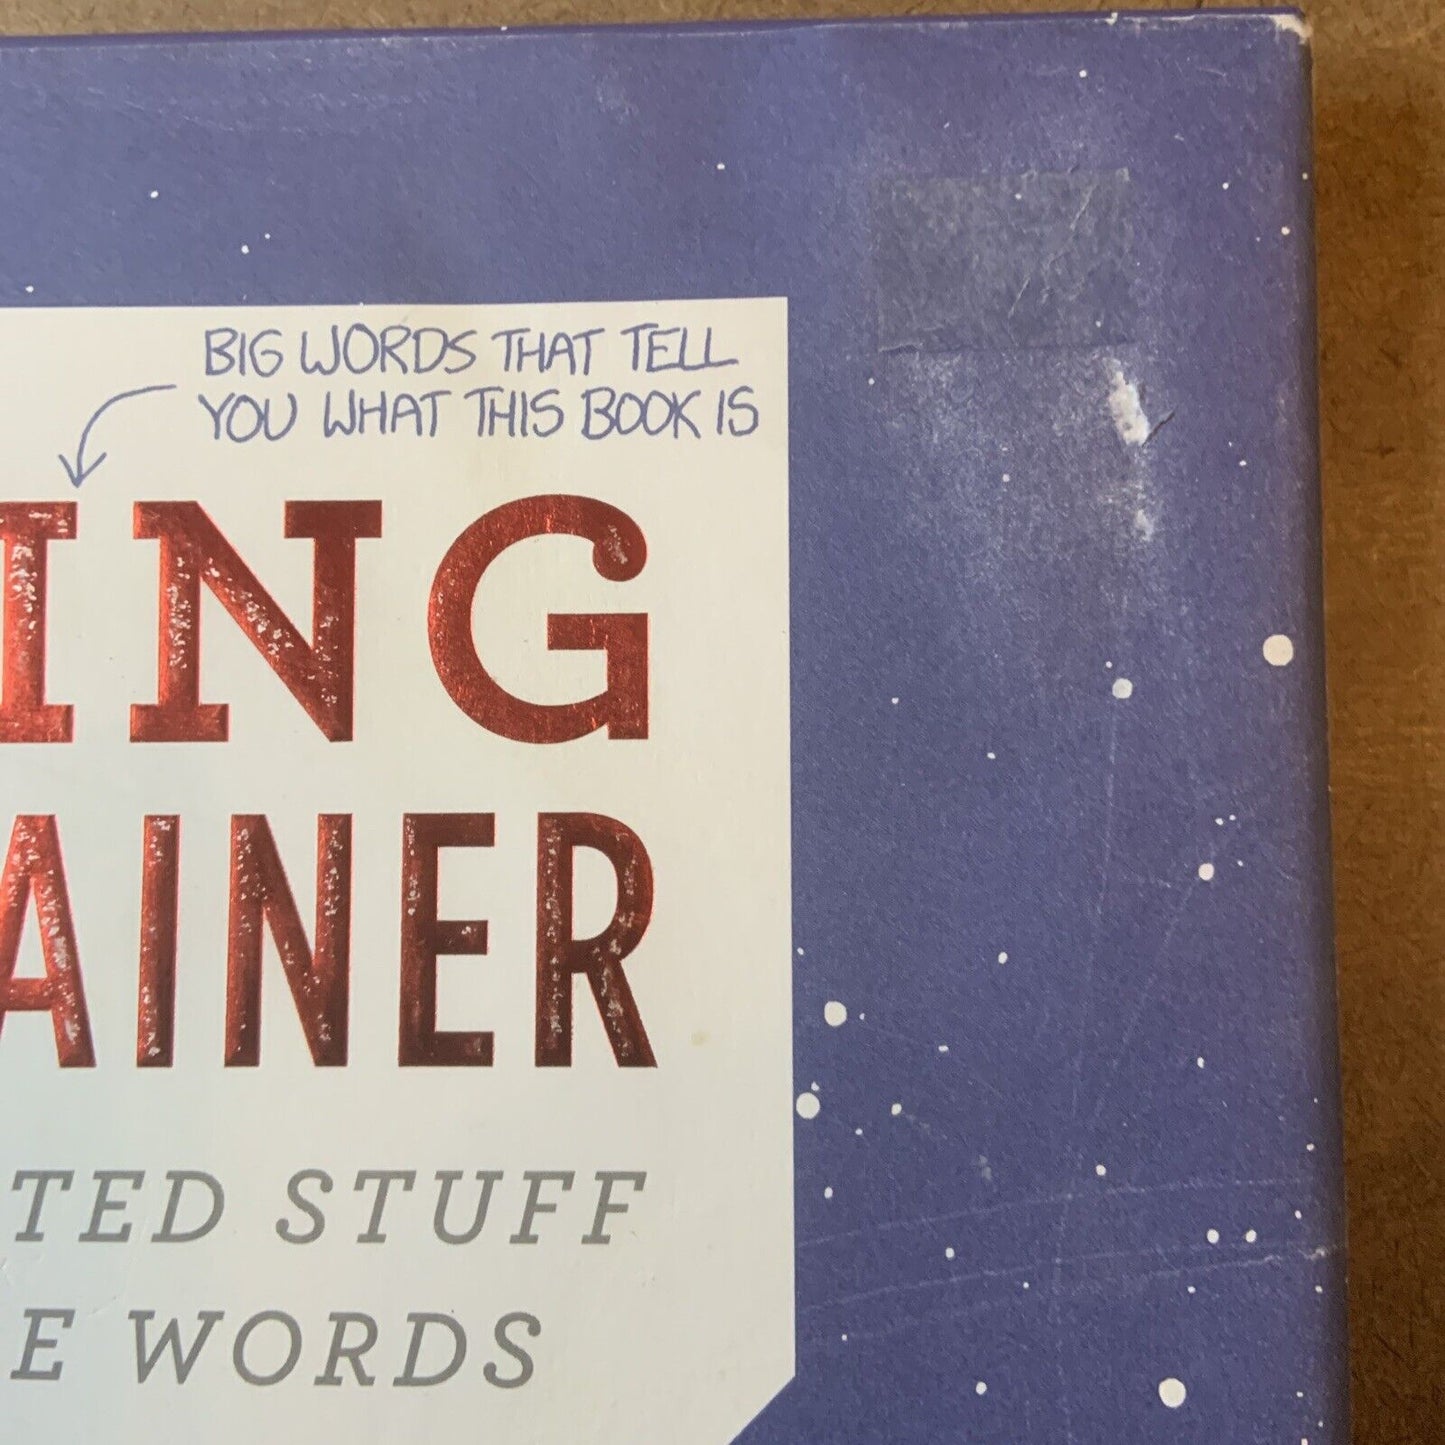 BIG WORDS THAT TELL
YOU WHAT THIS BOOK IS
ING
AINER
TED STUFF
E WORDS